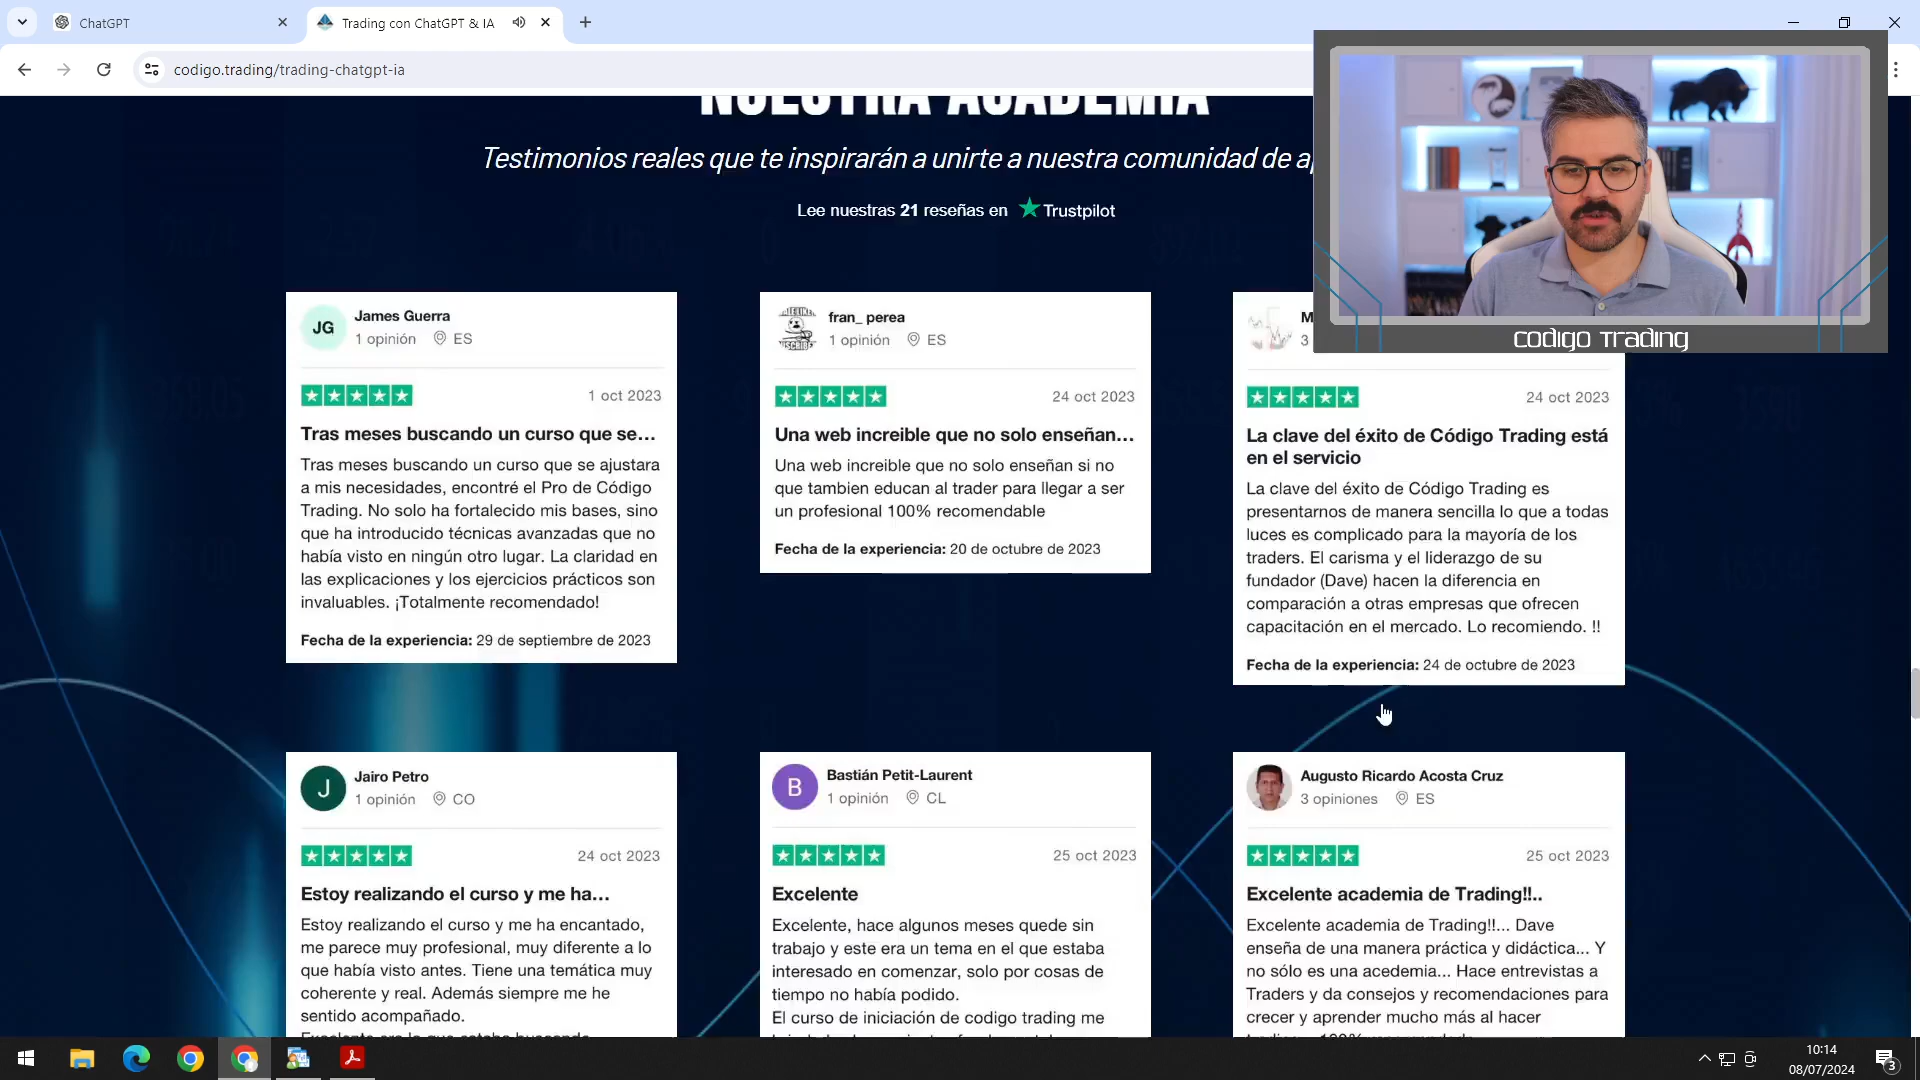 ChatGPT
Trading con ChatGPT & IA
codigo.trading/trading-chatgpt-ia
NUESTRA ACADEMIA
Testimonios reales que te inspirarán a unirte a nuestra comunidad de
Lee nuestras 21 reseñas en Trustpilot
CODIGO TRADING
JG
James Guerra
1 opinión ES
1 oct 2023
Tras meses buscando un curso que se...
Tras meses buscando un curso que se ajustara
a mis necesidades, encontré el Pro de Código
Trading. No solo ha fortalecido mis bases, sino
que ha introducido técnicas avanzadas que no
había visto en ningún otro lugar. La claridad en
las explicaciones y los ejercicios prácticos son
invaluables. ¡Totalmente recomendado!
Fecha de la experiencia: 29 de septiembre de 2023
fran_ perea
1 opinión ES
24 oct 2023
Una web increible que no solo enseñan...
Una web increible que no solo enseñan si no
que tambien educan al trader para llegar a ser
un profesional 100% recomendable
Fecha de la experiencia: 20 de octubre de 2023
M
3
24 oct 2023
La clave del éxito de Código Trading está
en el servicio
La clave del éxito de Código Trading es
presentarnos de manera sencilla lo que a todas
luces es complicado para la mayoría de los
traders. El carisma y el liderazgo de su
fundador (Dave) hacen la diferencia en
comparación a otras empresas que ofrecen
capacitación en el mercado. Lo recomiendo. !!
Fecha de la experiencia: 24 de octubre de 2023
J
Jairo Petro
1 opinión CO
24 oct 2023
Estoy realizando el curso y me ha...
Estoy realizando el curso y me ha encantado,
me parece muy profesional, muy diferente a lo
que había visto antes. Tiene una temática muy
coherente y real. Además siempre me he
sentido acompañado.
B
Bastián Petit-Laurent
1 opinión CL
25 oct 2023
Excelente
Excelente, hace algunos meses quede sin
trabajo y este era un tema en el que estaba
interesado en comenzar, solo por cosas de
tiempo no había podido.
El curso de iniciación de codigo trading me
Augusto Ricardo Acosta Cruz
3 opiniones ES
25 oct 2023
Excelente academia de Trading!!..
Excelente academia de Trading!!... Dave
enseña de una manera práctica y didáctica... Y
no sólo es una acedemia... Hace entrevistas a
Traders y da consejos y recomendaciones para
crecer y aprender mucho más al hacer
10:14
08/07/2024
3